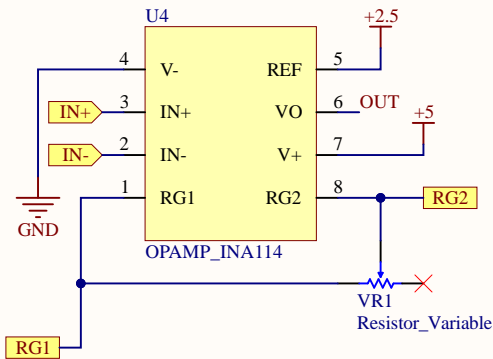 U4
+2.5
4 V- REF 5
IN+ 3 IN+ VO 6 OUT
+5
IN- 2 IN- V+ 7
1 RG1 RG2 8 RG2
GND
OPAMP_INA114
VR1
Resistor_Variable
RG1